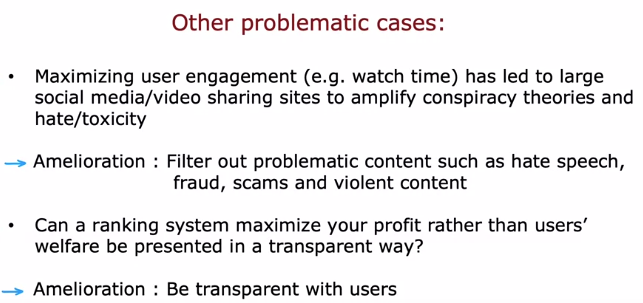 Other problematic cases:
• Maximizing user engagement (e.g. watch time) has led to large
social media/video sharing sites to amplify conspiracy theories and
hate/toxicity
→ Amelioration : Filter out problematic content such as hate speech,
fraud, scams and violent content
• Can a ranking system maximize your profit rather than users’
welfare be presented in a transparent way?
→ Amelioration : Be transparent with users